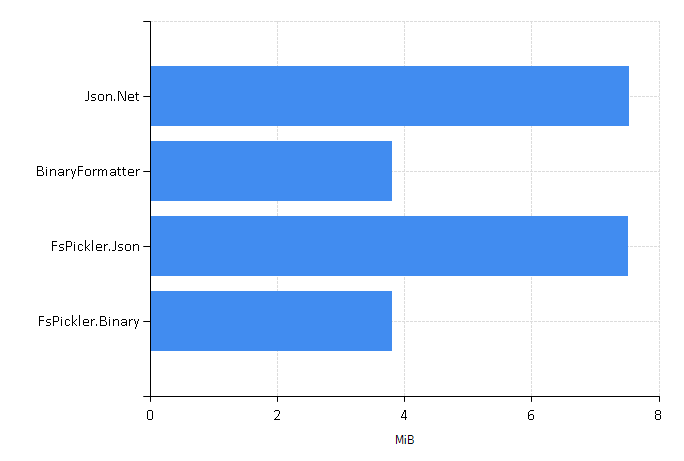 Json.Net
BinaryFormatter
FsPickler.Json
FsPickler.Binary
0 2 4 6 8
MiB